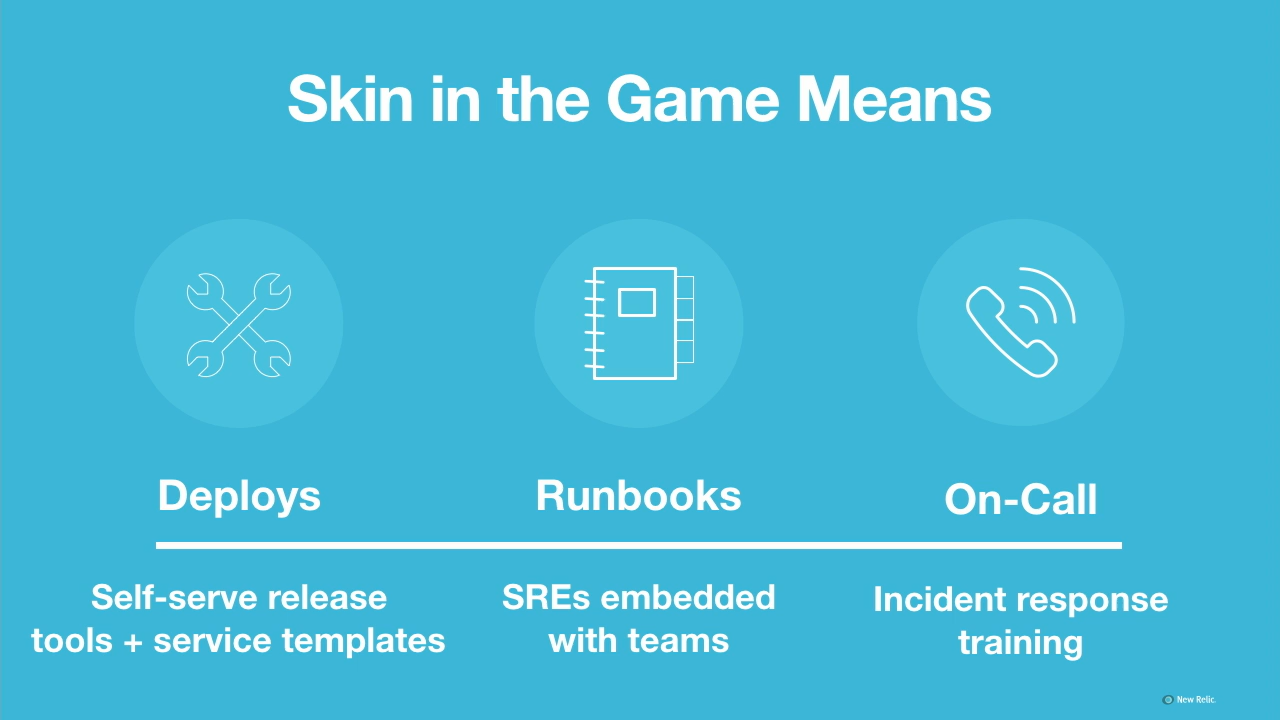 Skin in the Game Means
Deploys
Runbooks
On-Call
Self-serve release
tools + service templates
SREs embedded
with teams
Incident response
training
New Relic.